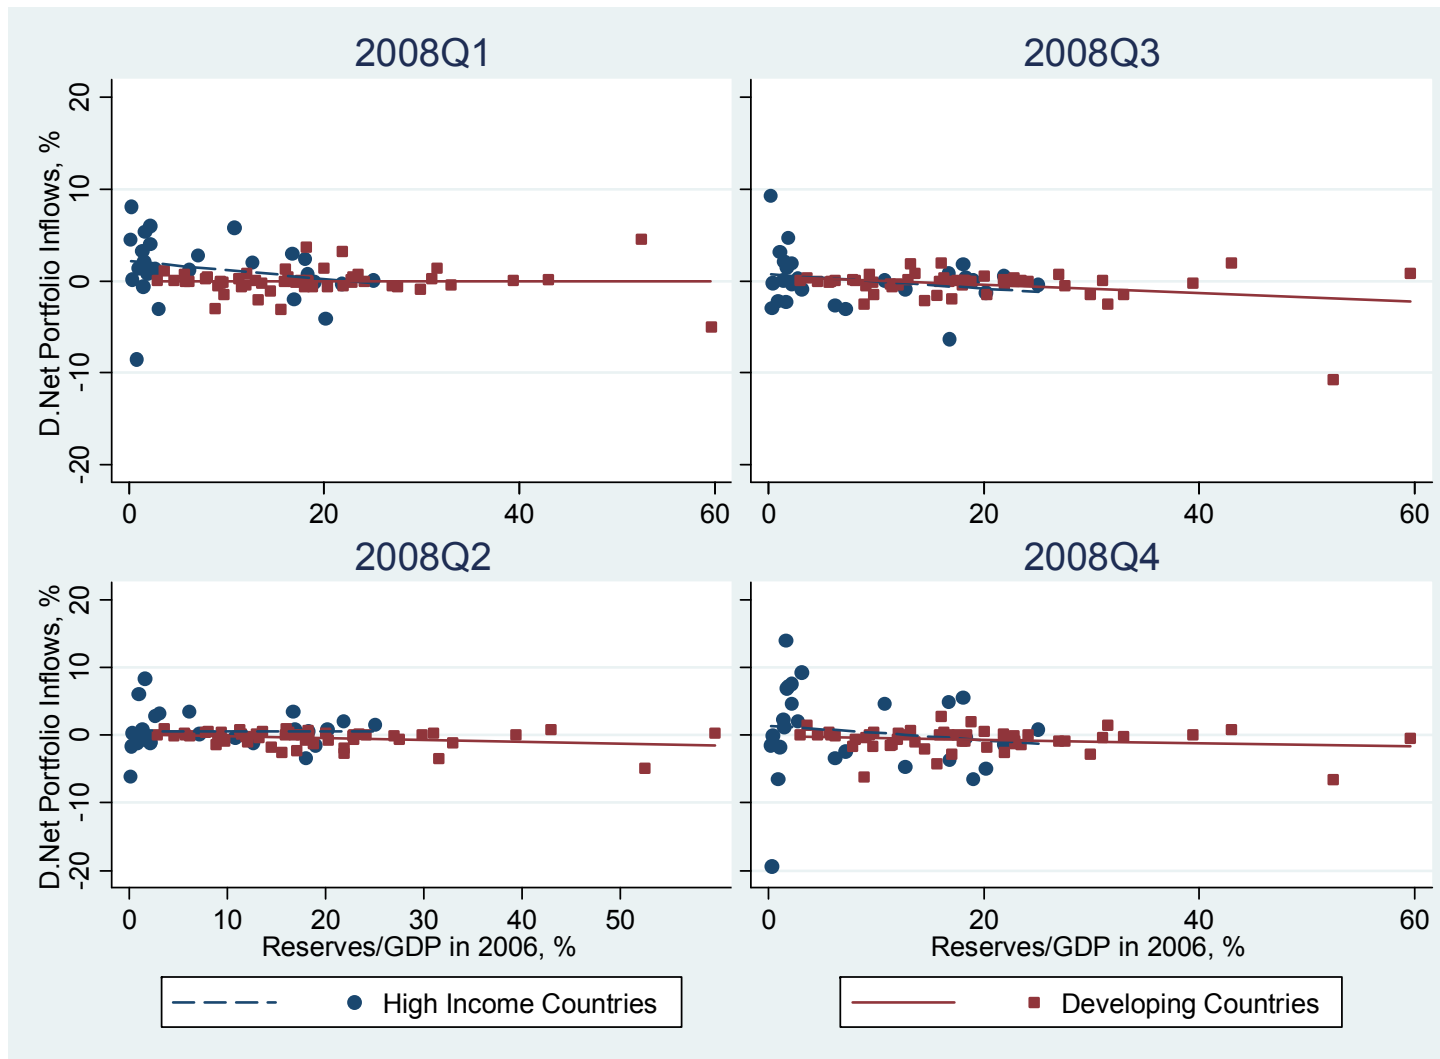 2008Q1
2008Q3
D.Net Portfolio Inflows, %
20
10
0
-10
-20
0 20 40 60
0 20 40 60
2008Q2
2008Q4
D.Net Portfolio Inflows, %
20
10
0
-10
-20
0 10 20 30 40 50
0 20 40 60
Reserves/GDP in 2006, %
Reserves/GDP in 2006, %
High Income Countries
Developing Countries